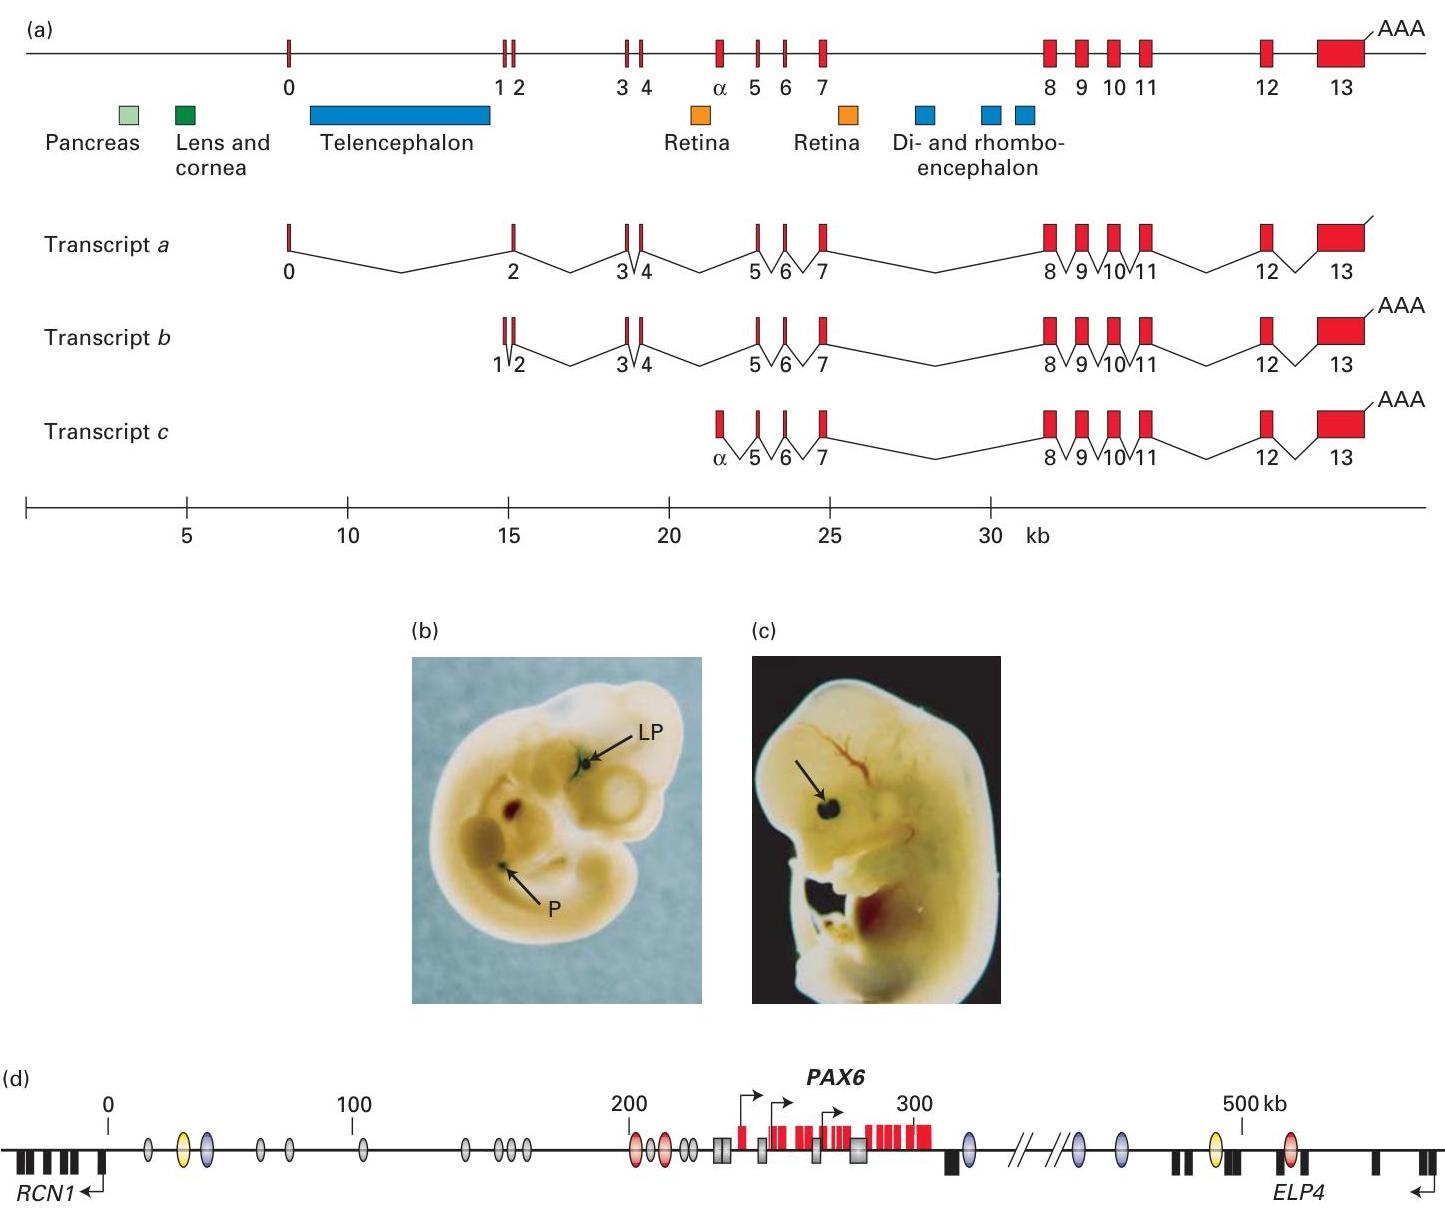 (a)
AAA
0 1 2 3 4 α 5 6 7 8 9 10 11 12 13
Pancreas Lens and Telencephalon Retina Retina Di- and rhombo-
cornea encephalon
Transcript a
0 2 3 4 5 6 7 8 9 10 11 12 13
AAA
Transcript b
1 2 3 4 5 6 7 8 9 10 11 12 13
AAA
Transcript c
α 5 6 7 8 9 10 11 12 13
5 10 15 20 25 30 kb
(b) (c)
LP
P
(d)
PAX6
0 100 200 300 500 kb
RCN1 ELP4